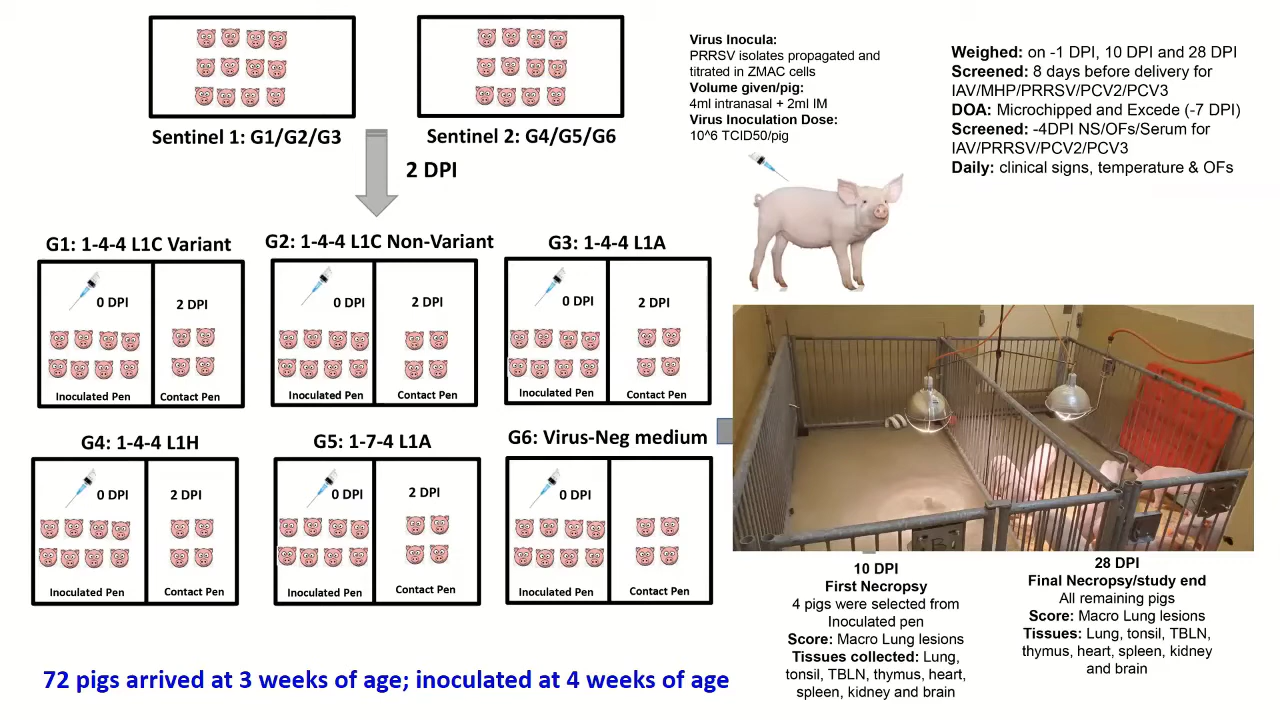 Sentinel 1: G1/G2/G3
Sentinel 2: G4/G5/G6
2 DPI
Virus Inocula:
PRRSV isolates propagated and
titrated in ZMAC cells
Volume given/pig:
4ml intranasal + 2ml IM
Virus Inoculation Dose:
10^6 TCID50/pig
Weighed: on -1 DPI, 10 DPI and 28 DPI
Screened: 8 days before delivery for
IAV/MHP/PRRSV/PCV2/PCV3
DOA: Microchipped and Excede (-7 DPI)
Screened: -4DPI NS/OFs/Serum for
IAV/PRRSV/PCV2/PCV3
Daily: clinical signs, temperature & OFs
G1: 1-4-4 L1C Variant
0 DPI
2 DPI
Inoculated Pen
Contact Pen
G2: 1-4-4 L1C Non-Variant
0 DPI
2 DPI
Inoculated Pen
Contact Pen
G3: 1-4-4 L1A
0 DPI
2 DPI
Inoculated Pen
Contact Pen
G4: 1-4-4 L1H
0 DPI
2 DPI
Inoculated Pen
Contact Pen
G5: 1-7-4 L1A
0 DPI
2 DPI
Inoculated Pen
Contact Pen
G6: Virus-Neg medium
0 DPI
Inoculated Pen
Contact Pen
10 DPI
First Necropsy
4 pigs were selected from
Inoculated pen
Score: Macro Lung lesions
Tissues collected: Lung,
tonsil, TBLN, thymus, heart,
spleen, kidney and brain
28 DPI
Final Necropsy/study end
All remaining pigs
Score: Macro Lung lesions
Tissues: Lung, tonsil, TBLN,
thymus, heart, spleen, kidney
and brain
72 pigs arrived at 3 weeks of age; inoculated at 4 weeks of age